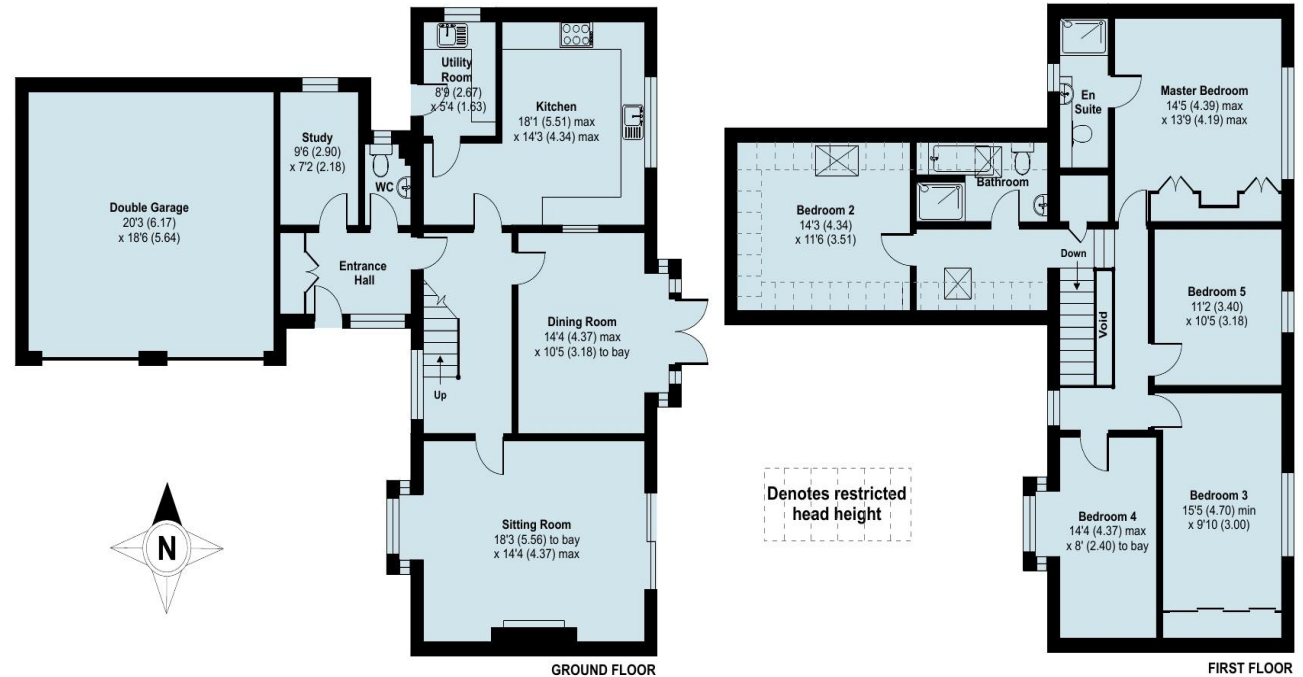 Double Garage
20'3 (6.17)
x 18'6 (5.64)
Study
9'6 (2.90)
x 7'2 (2.18)
WC
Entrance
Hall
Utility
Room
8'9 (2.67)
x 5'4 (1.63)
Kitchen
18'1 (5.51) max
x 14'3 (4.34) max
Dining Room
14'4 (4.37) max
x 10'5 (3.18) to bay
Up
Sitting Room
18'3 (5.56) to bay
x 14'4 (4.37) max
N
GROUND FLOOR
En
Suite
Master Bedroom
14'5 (4.39) max
x 13'9 (4.19) max
Bedroom 2
14'3 (4.34)
x 11'6 (3.51)
Bathroom
Down
Void
Bedroom 5
11'2 (3.40)
x 10'5 (3.18)
Bedroom 3
15'5 (4.70) min
x 9'10 (3.00)
Bedroom 4
14'4 (4.37) max
x 8' (2.40) to bay
Denotes restricted
head height
FIRST FLOOR